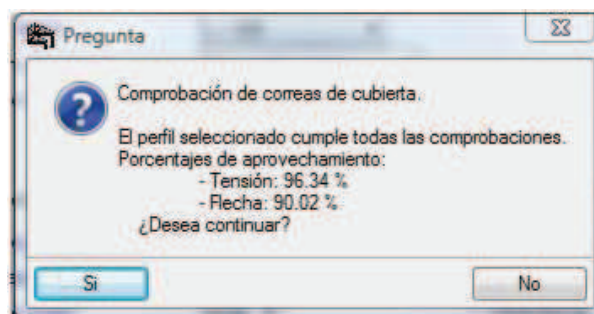 Pregunta
Comprobación de correas de cubierta.
El perfil seleccionado cumple todas las comprobaciones.
Porcentajes de aprovechamiento:
- Tensión: 96.34 %
- Flecha: 90.02 %
¿Desea continuar?
Si
No